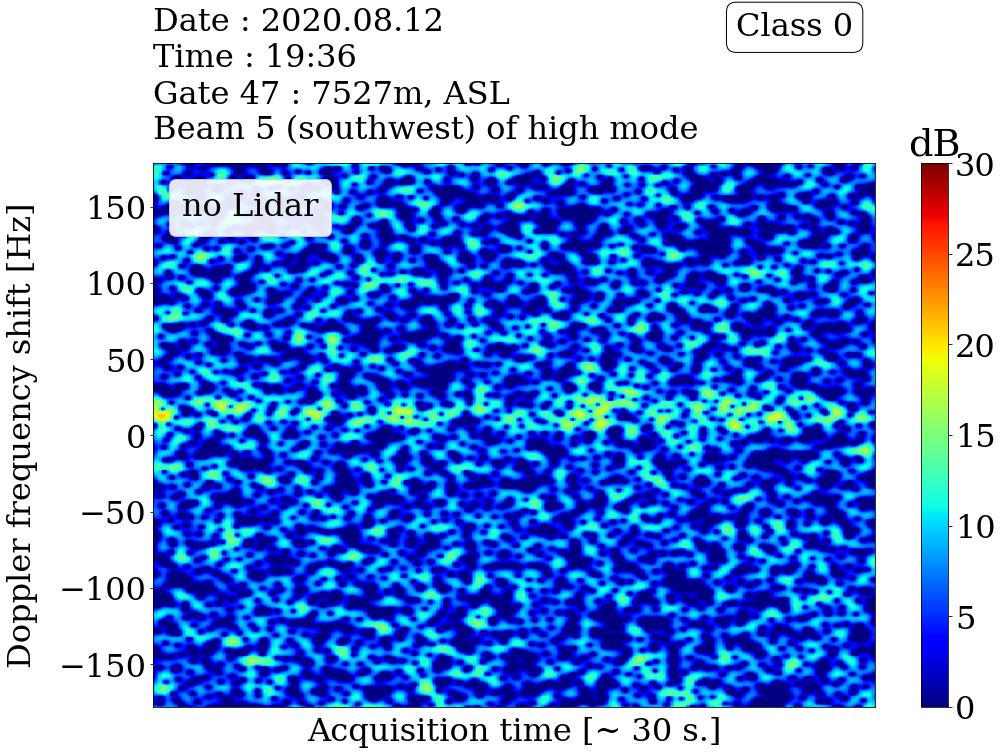 Date : 2020.08.12
Time : 19:36
Gate 47 : 7527m, ASL
Beam 5 (southwest) of high mode
Class 0
dB
no Lidar
Doppler frequency shift [Hz]
150
100
50
0
−50
−100
−150
30
25
20
15
10
5
0
Acquisition time [~ 30 s.]